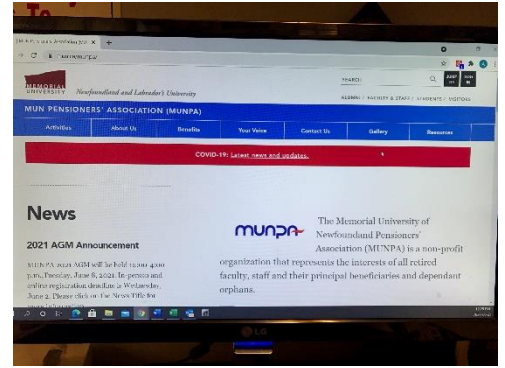 To
MEMORIAL
UNIVERSITY
Newfoundland and Labrador's University
SEARCH
ALUMNI / FACULTY & STAFF / STUDENTS / VISITORS
MUN PENSIONERS' ASSOCIATION (MUNPA)
Activities About Us Benefits Your Voice Contact Us Gallery Resources
COVID-19: Latest news and updates.
News
2021 AGM Announcement
MUNPA 2021 AGM will be held
p.m., Tuesday, June 8, 2021. In-person and
online registration deadline is Wednesday,
June 2. Please click on the News Title for
munpa The Memorial University of
Newfoundland Pensioners'
Association (MUNPA) is a non-profit
organization that represents the interests of all retired
faculty, staff and their principal beneficiaries and dependant
orphans.
LG